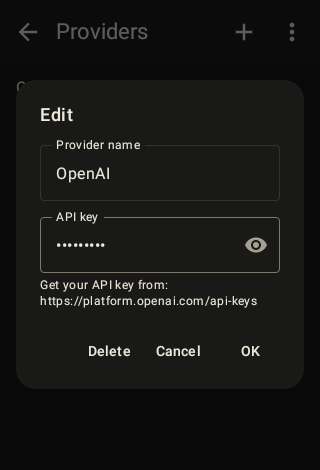 Providers
Edit
Provider name
OpenAI
API key
•••••••••
Get your API key from:
https://platform.openai.com/api-keys
Delete Cancel OK